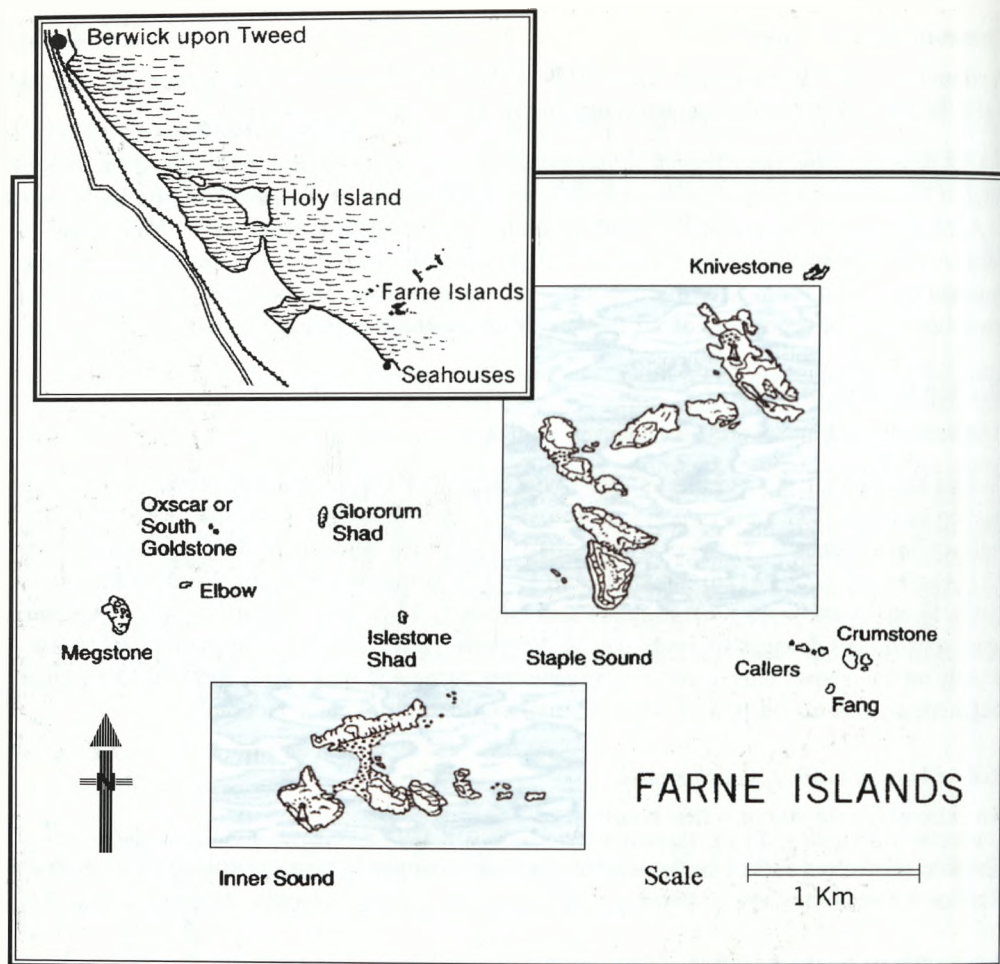 Berwick upon Tweed
Holy Island
Farne Islands
Seahouses
Knivestone
Oxscar or
South
Goldstone
Glororum
Shad
Elbow
Megstone
Islestone
Shad
Staple Sound
Crumstone
Callers
Fang
N
FARNE ISLANDS
Inner Sound
Scale
1 Km